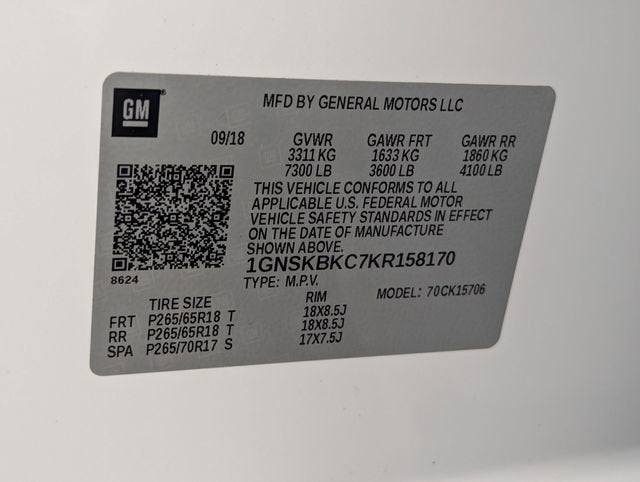 GM
MFD BY GENERAL MOTORS LLC
09/18 GVWR GAWR FRT GAWR RR
3311 KG 1633 KG 1860 KG
7300 LB 3600 LB 4100 LB
THIS VEHICLE CONFORMS TO ALL
APPLICABLE U.S. FEDERAL MOTOR
VEHICLE SAFETY STANDARDS IN EFFECT
ON THE DATE OF MANUFACTURE
SHOWN ABOVE.
1GNSKBKC7KR158170
8624
TYPE: M.P.V. MODEL: 70CK15706
TIRE SIZE RIM
FRT P265/65R18 T 18X8.5J
RR P265/65R18 T 18X8.5J
SPA P265/70R17 S 17X7.5J